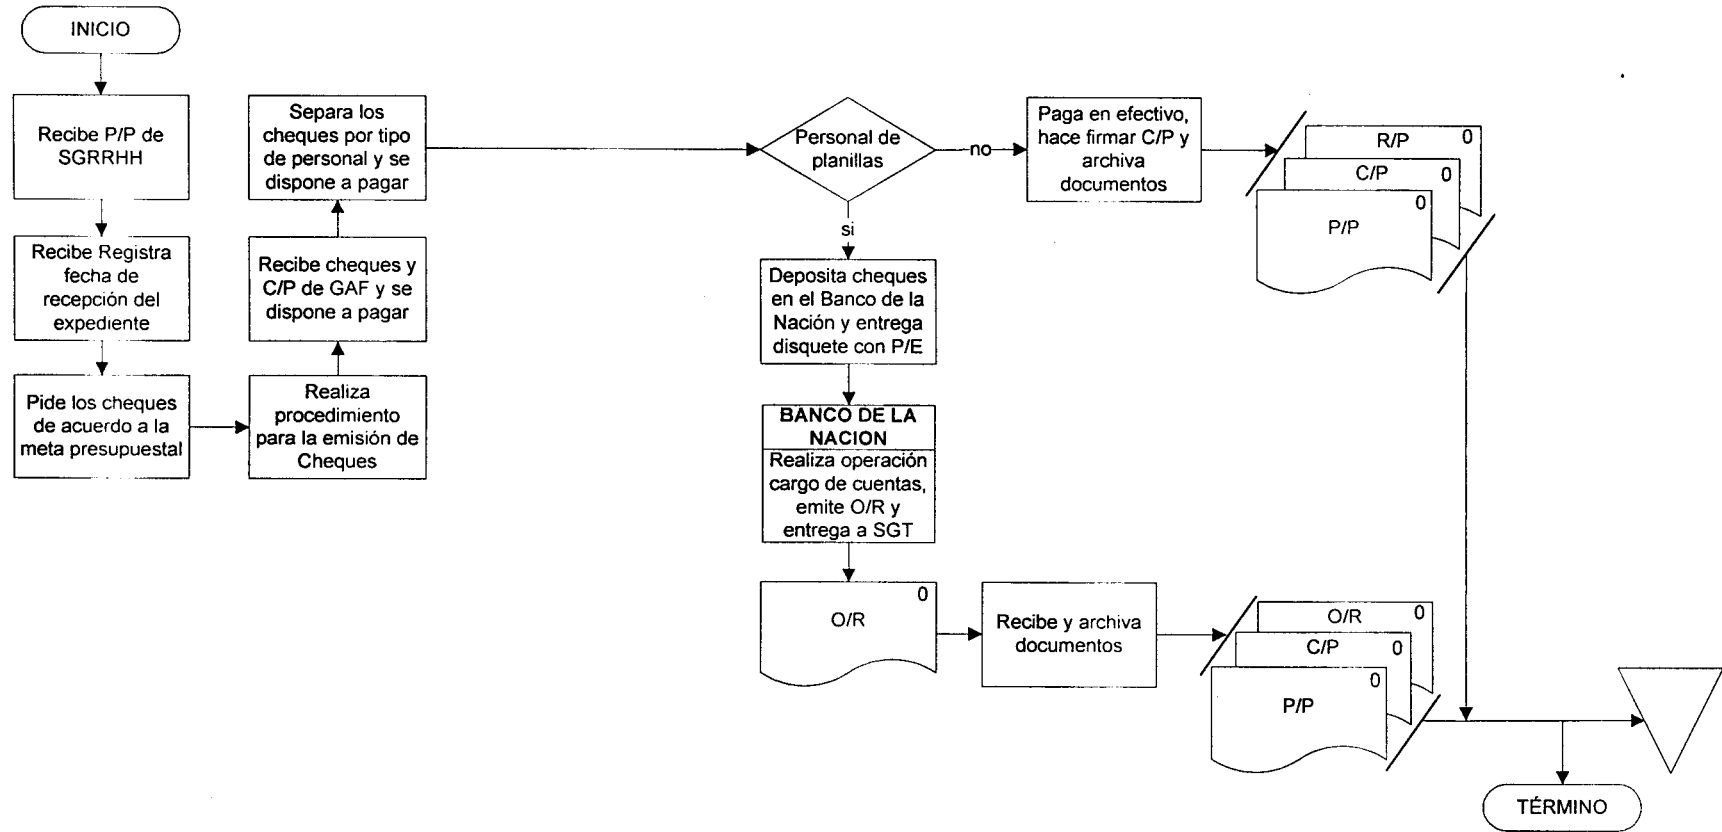 INICIO
Recibe P/P de
SGRRHH
Recibe Registra
fecha de
recepción del
expediente
Pide los cheques
de acuerdo a la
meta presupuestal
Realiza
procedimiento
para la emisión de
Cheques
Recibe cheques y
C/P de GAF y se
dispone a pagar
Separa los
cheques por tipo
de personal y se
dispone a pagar
Personal de
planillas
no
Paga en efectivo,
hace firmar C/P y
archiva
documentos
R/P 0
C/P 0
P/P 0
si
Deposita cheques
en el Banco de la
Nación y entrega
disquete con P/E
BANCO DE LA
NACION
Realiza operación
cargo de cuentas,
emite O/R y
entrega a SGT
O/R 0
Recibe y archiva
documentos
O/R 0
C/P 0
P/P 0
TÉRMINO